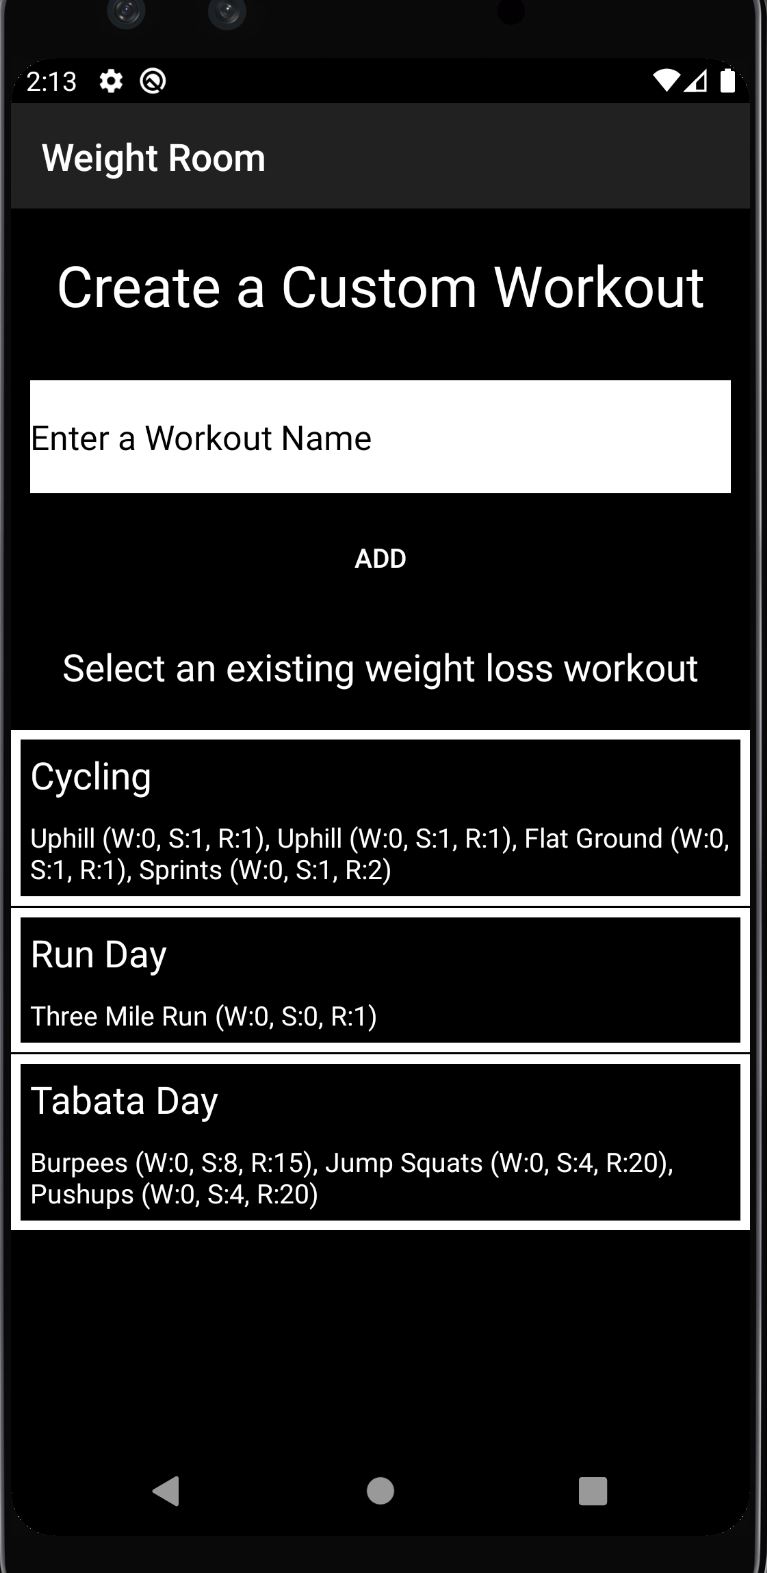 2:13
Weight Room
Create a Custom Workout
Enter a Workout Name
ADD
Select an existing weight loss workout
Cycling
Uphill (W:0, S:1, R:1), Uphill (W:0, S:1, R:1), Flat Ground (W:0,
S:1, R:1), Sprints (W:0, S:1, R:2)
Run Day
Three Mile Run (W:0, S:0, R:1)
Tabata Day
Burpees (W:0, S:8, R:15), Jump Squats (W:0, S:4, R:20),
Pushups (W:0, S:4, R:20)